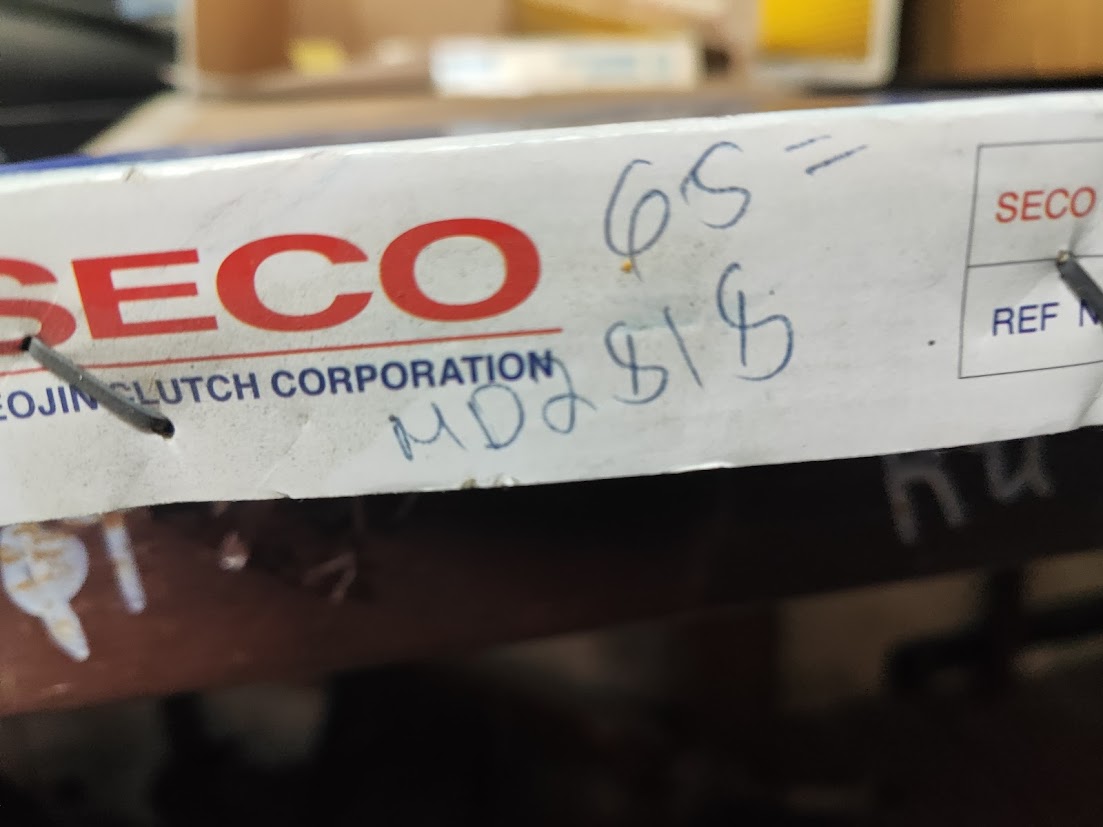 SECO
EOJIN CLUTCH CORPORATION
65=
MD2818
SECO
REF N